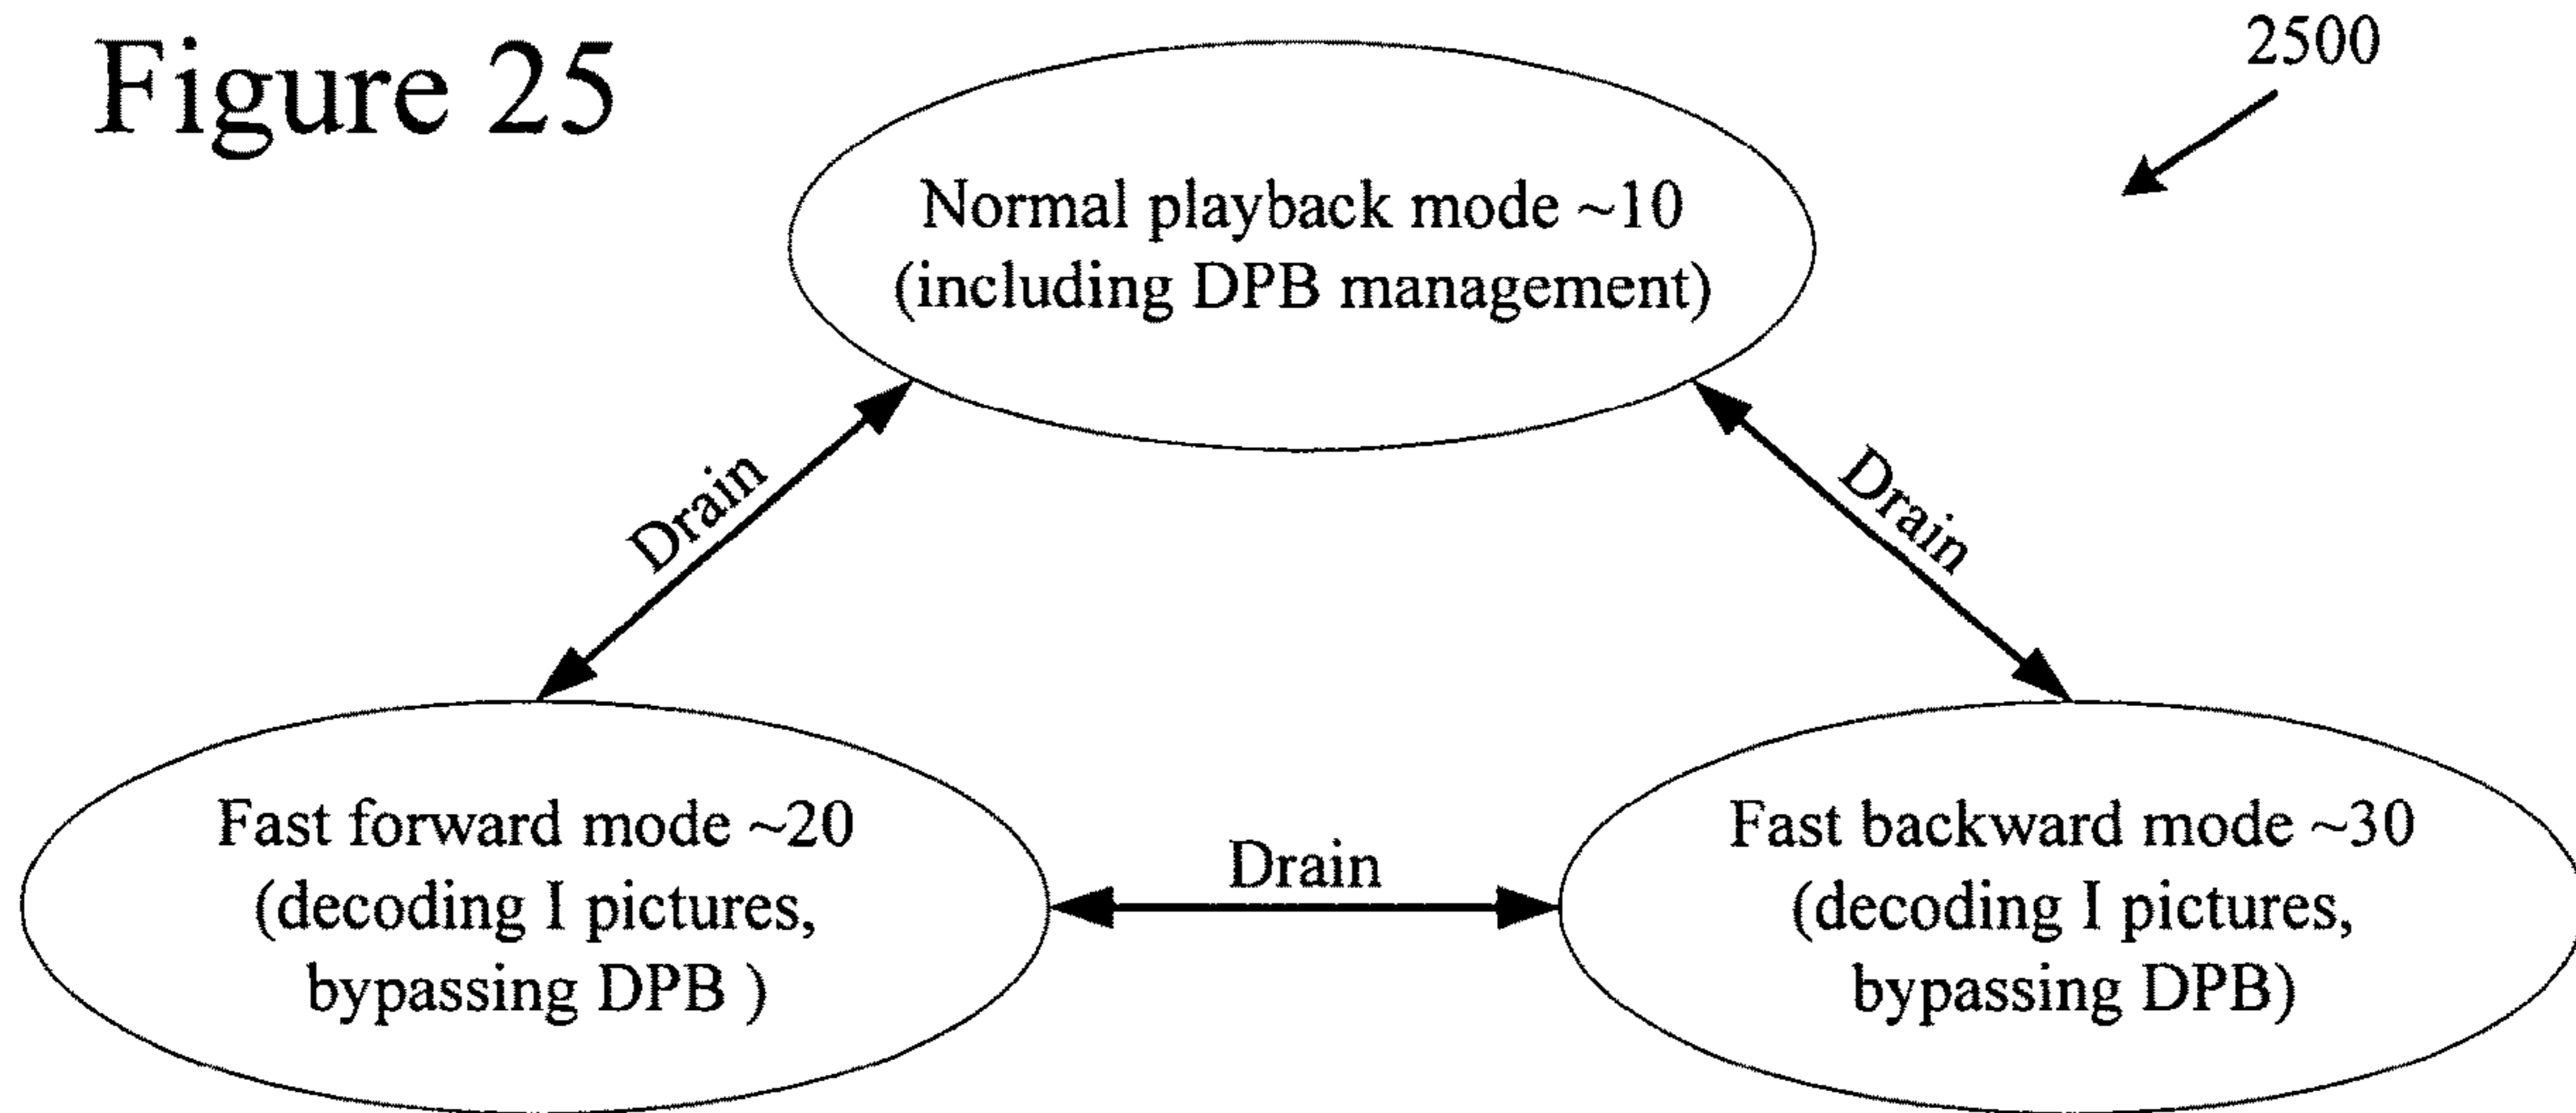 Figure 25
2500
Normal playback mode ~10
(including DPB management)
Drain
Drain
Fast forward mode ~20
(decoding I pictures,
bypassing DPB )
Drain
Fast backward mode ~30
(decoding I pictures,
bypassing DPB)